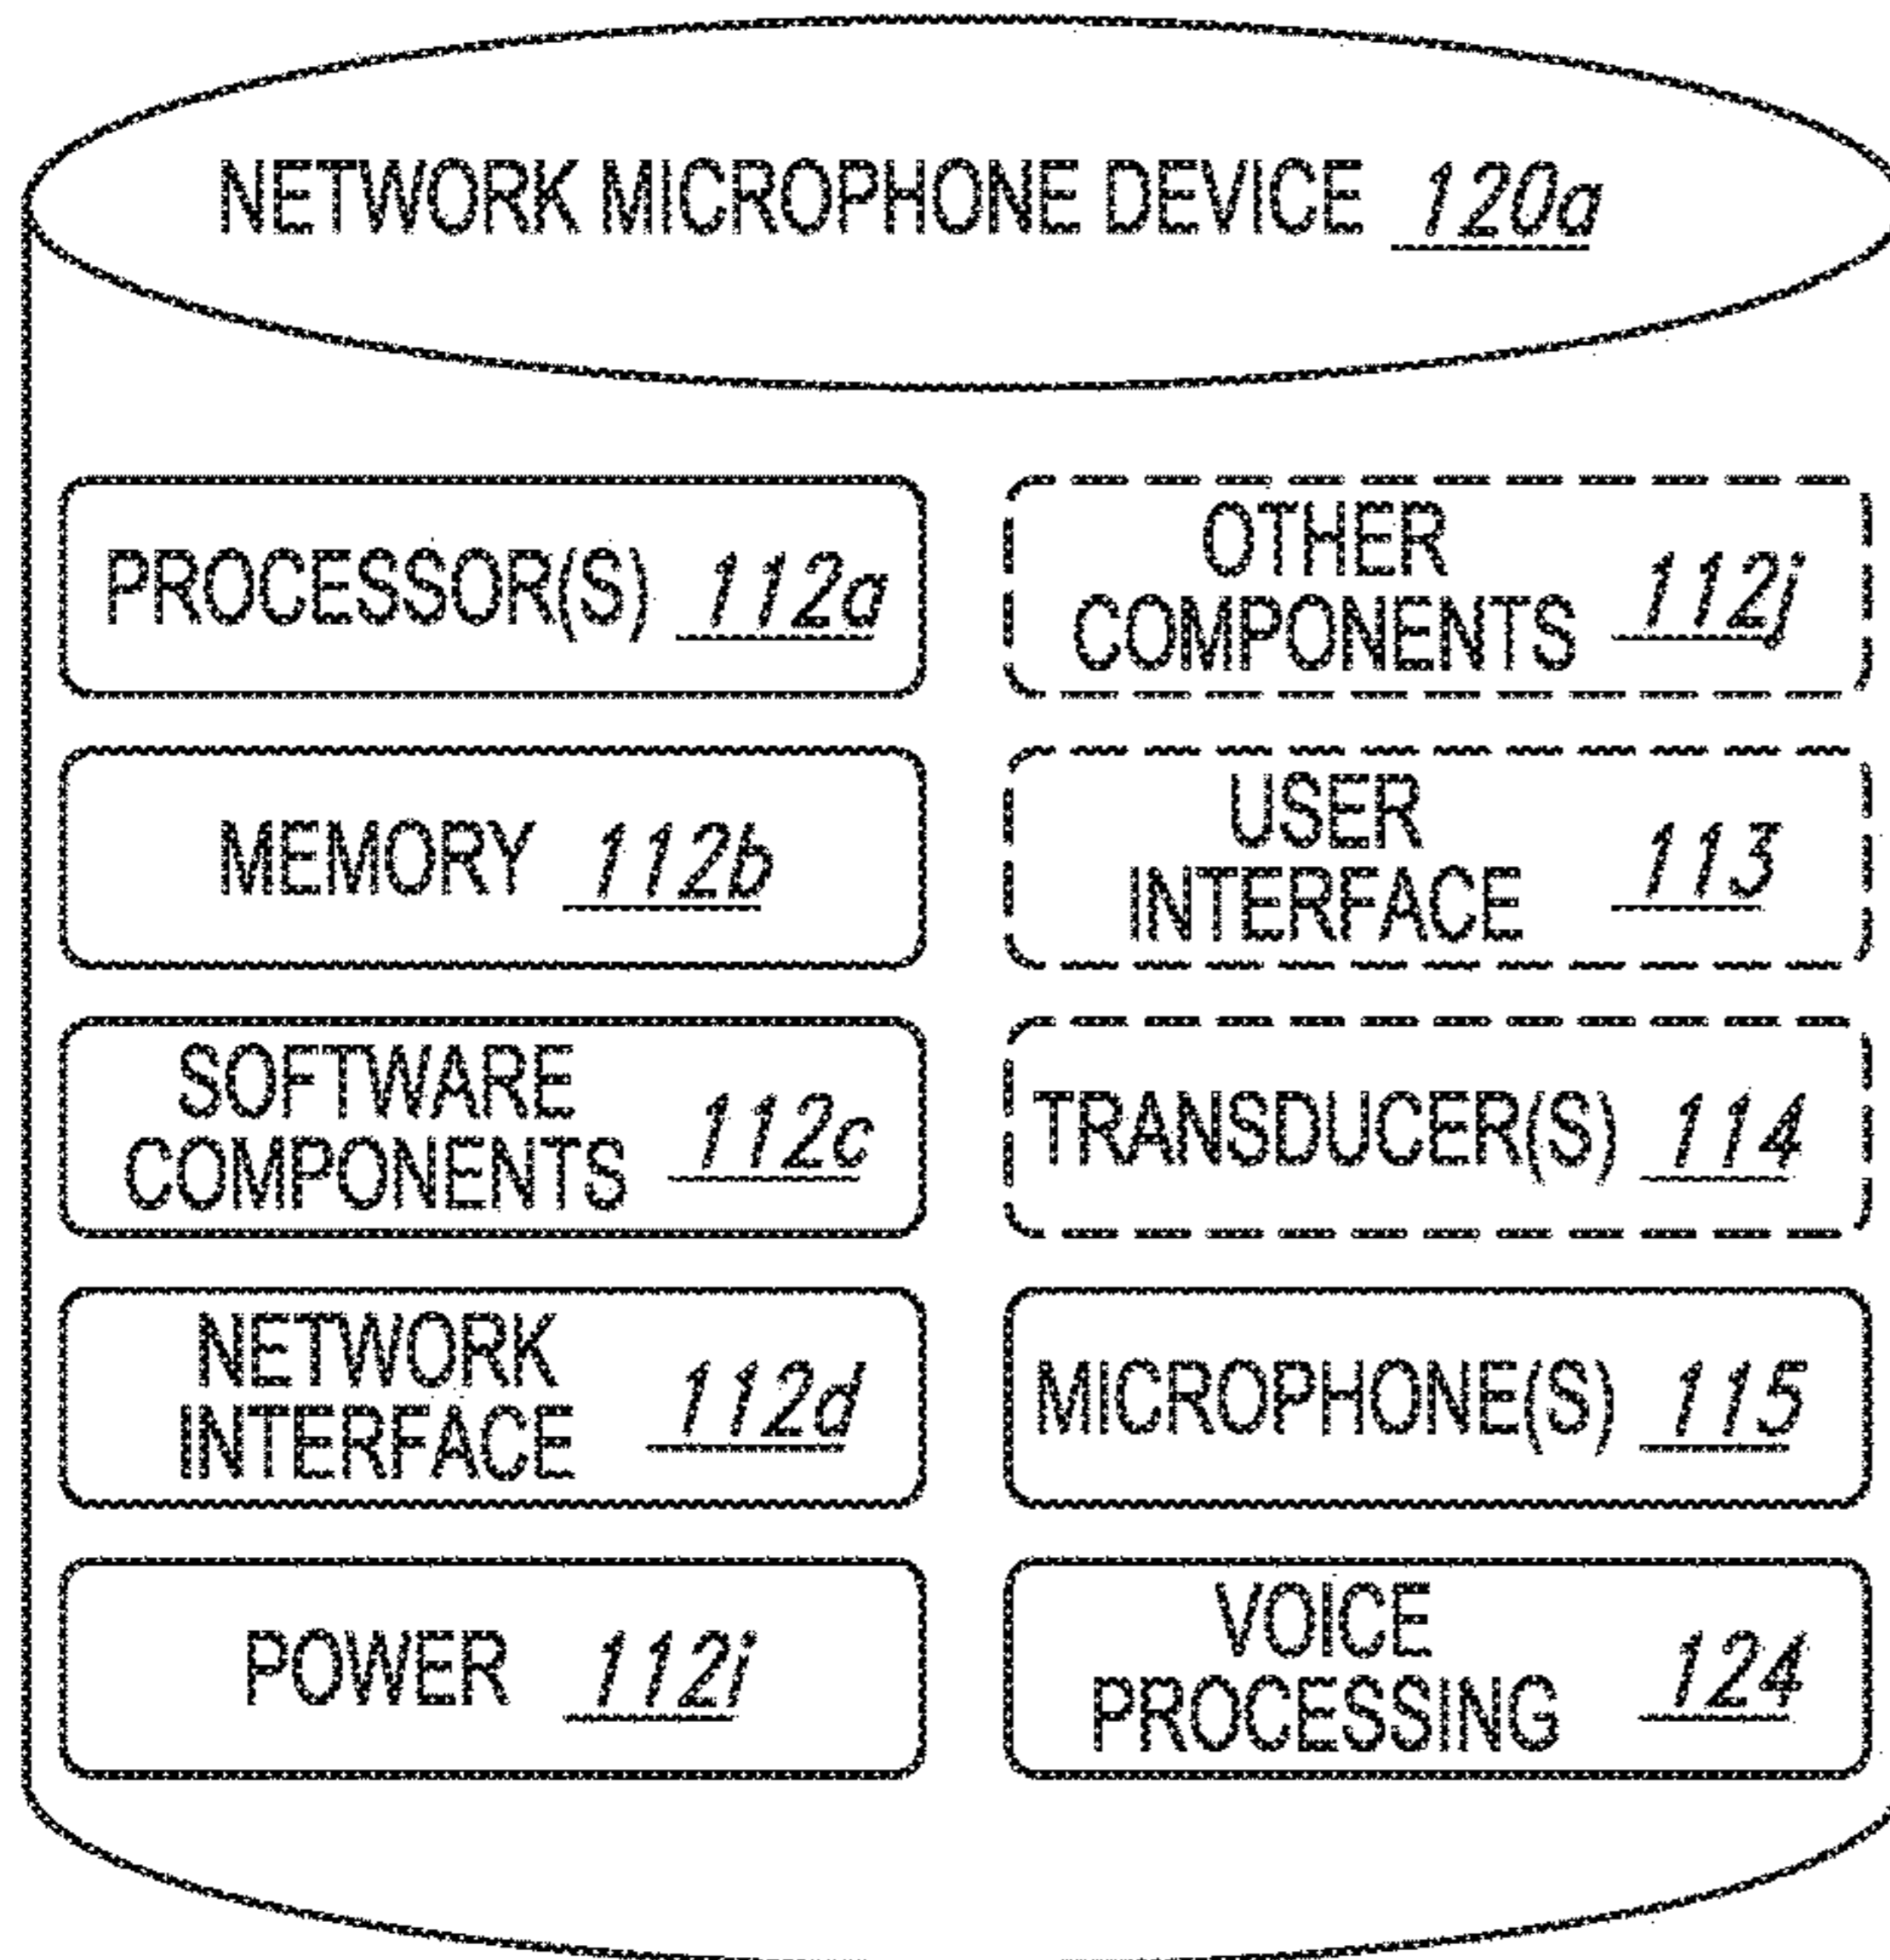 NETWORK MICROPHONE DEVICE 120a
PROCESSOR(S) 112a
MEMORY 112b
SOFTWARE
COMPONENTS 112c
NETWORK
INTERFACE 112d
POWER 112i
OTHER
COMPONENTS 112j
USER
INTERFACE 113
TRANSDUCER(S) 114
MICROPHONE(S) 115
VOICE
PROCESSING 124